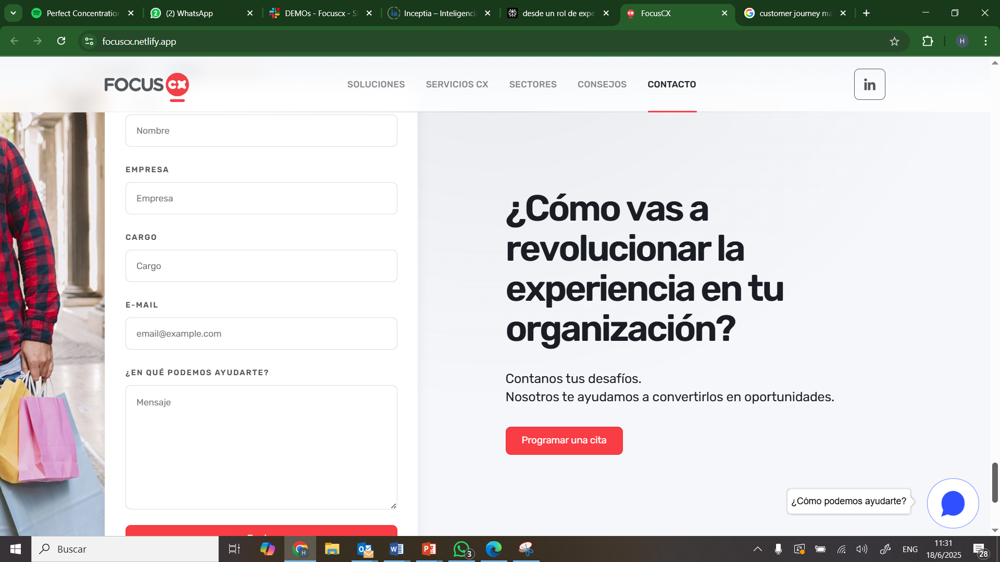 Perfect Concentration
(2) WhatsApp
DEMOs - Focuscx - Sl
Inceptia – Inteligenci
desde un rol de expe
FocusCX
customer journey ma
focuscx.netlify.app
H
FOCUS CX
SOLUCIONES
SERVICIOS CX
SECTORES
CONSEJOS
CONTACTO
in
Nombre
EMPRESA
Empresa
CARGO
Cargo
E-MAIL
email@example.com
¿EN QUÉ PODEMOS AYUDARTE?
Mensaje
¿Cómo vas a
revolucionar la
experiencia en tu
organización?
Contanos tus desafíos.
Nosotros te ayudamos a convertirlos en oportunidades.
Programar una cita
¿Cómo podemos ayudarte?
Buscar
3
ENG
11:31
18/6/2025
28